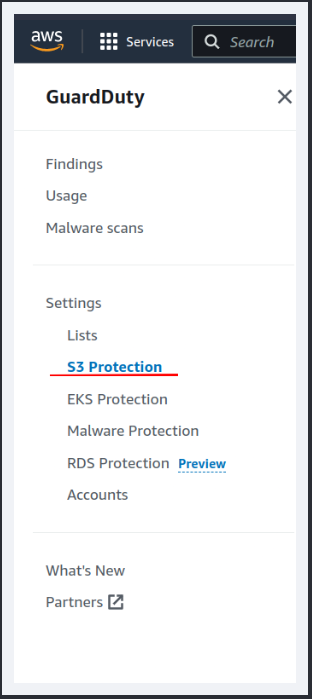 aws
Services
Search
GuardDuty
Findings
Usage
Malware scans
Settings
Lists
S3 Protection
EKS Protection
Malware Protection
RDS Protection Preview
Accounts
What's New
Partners